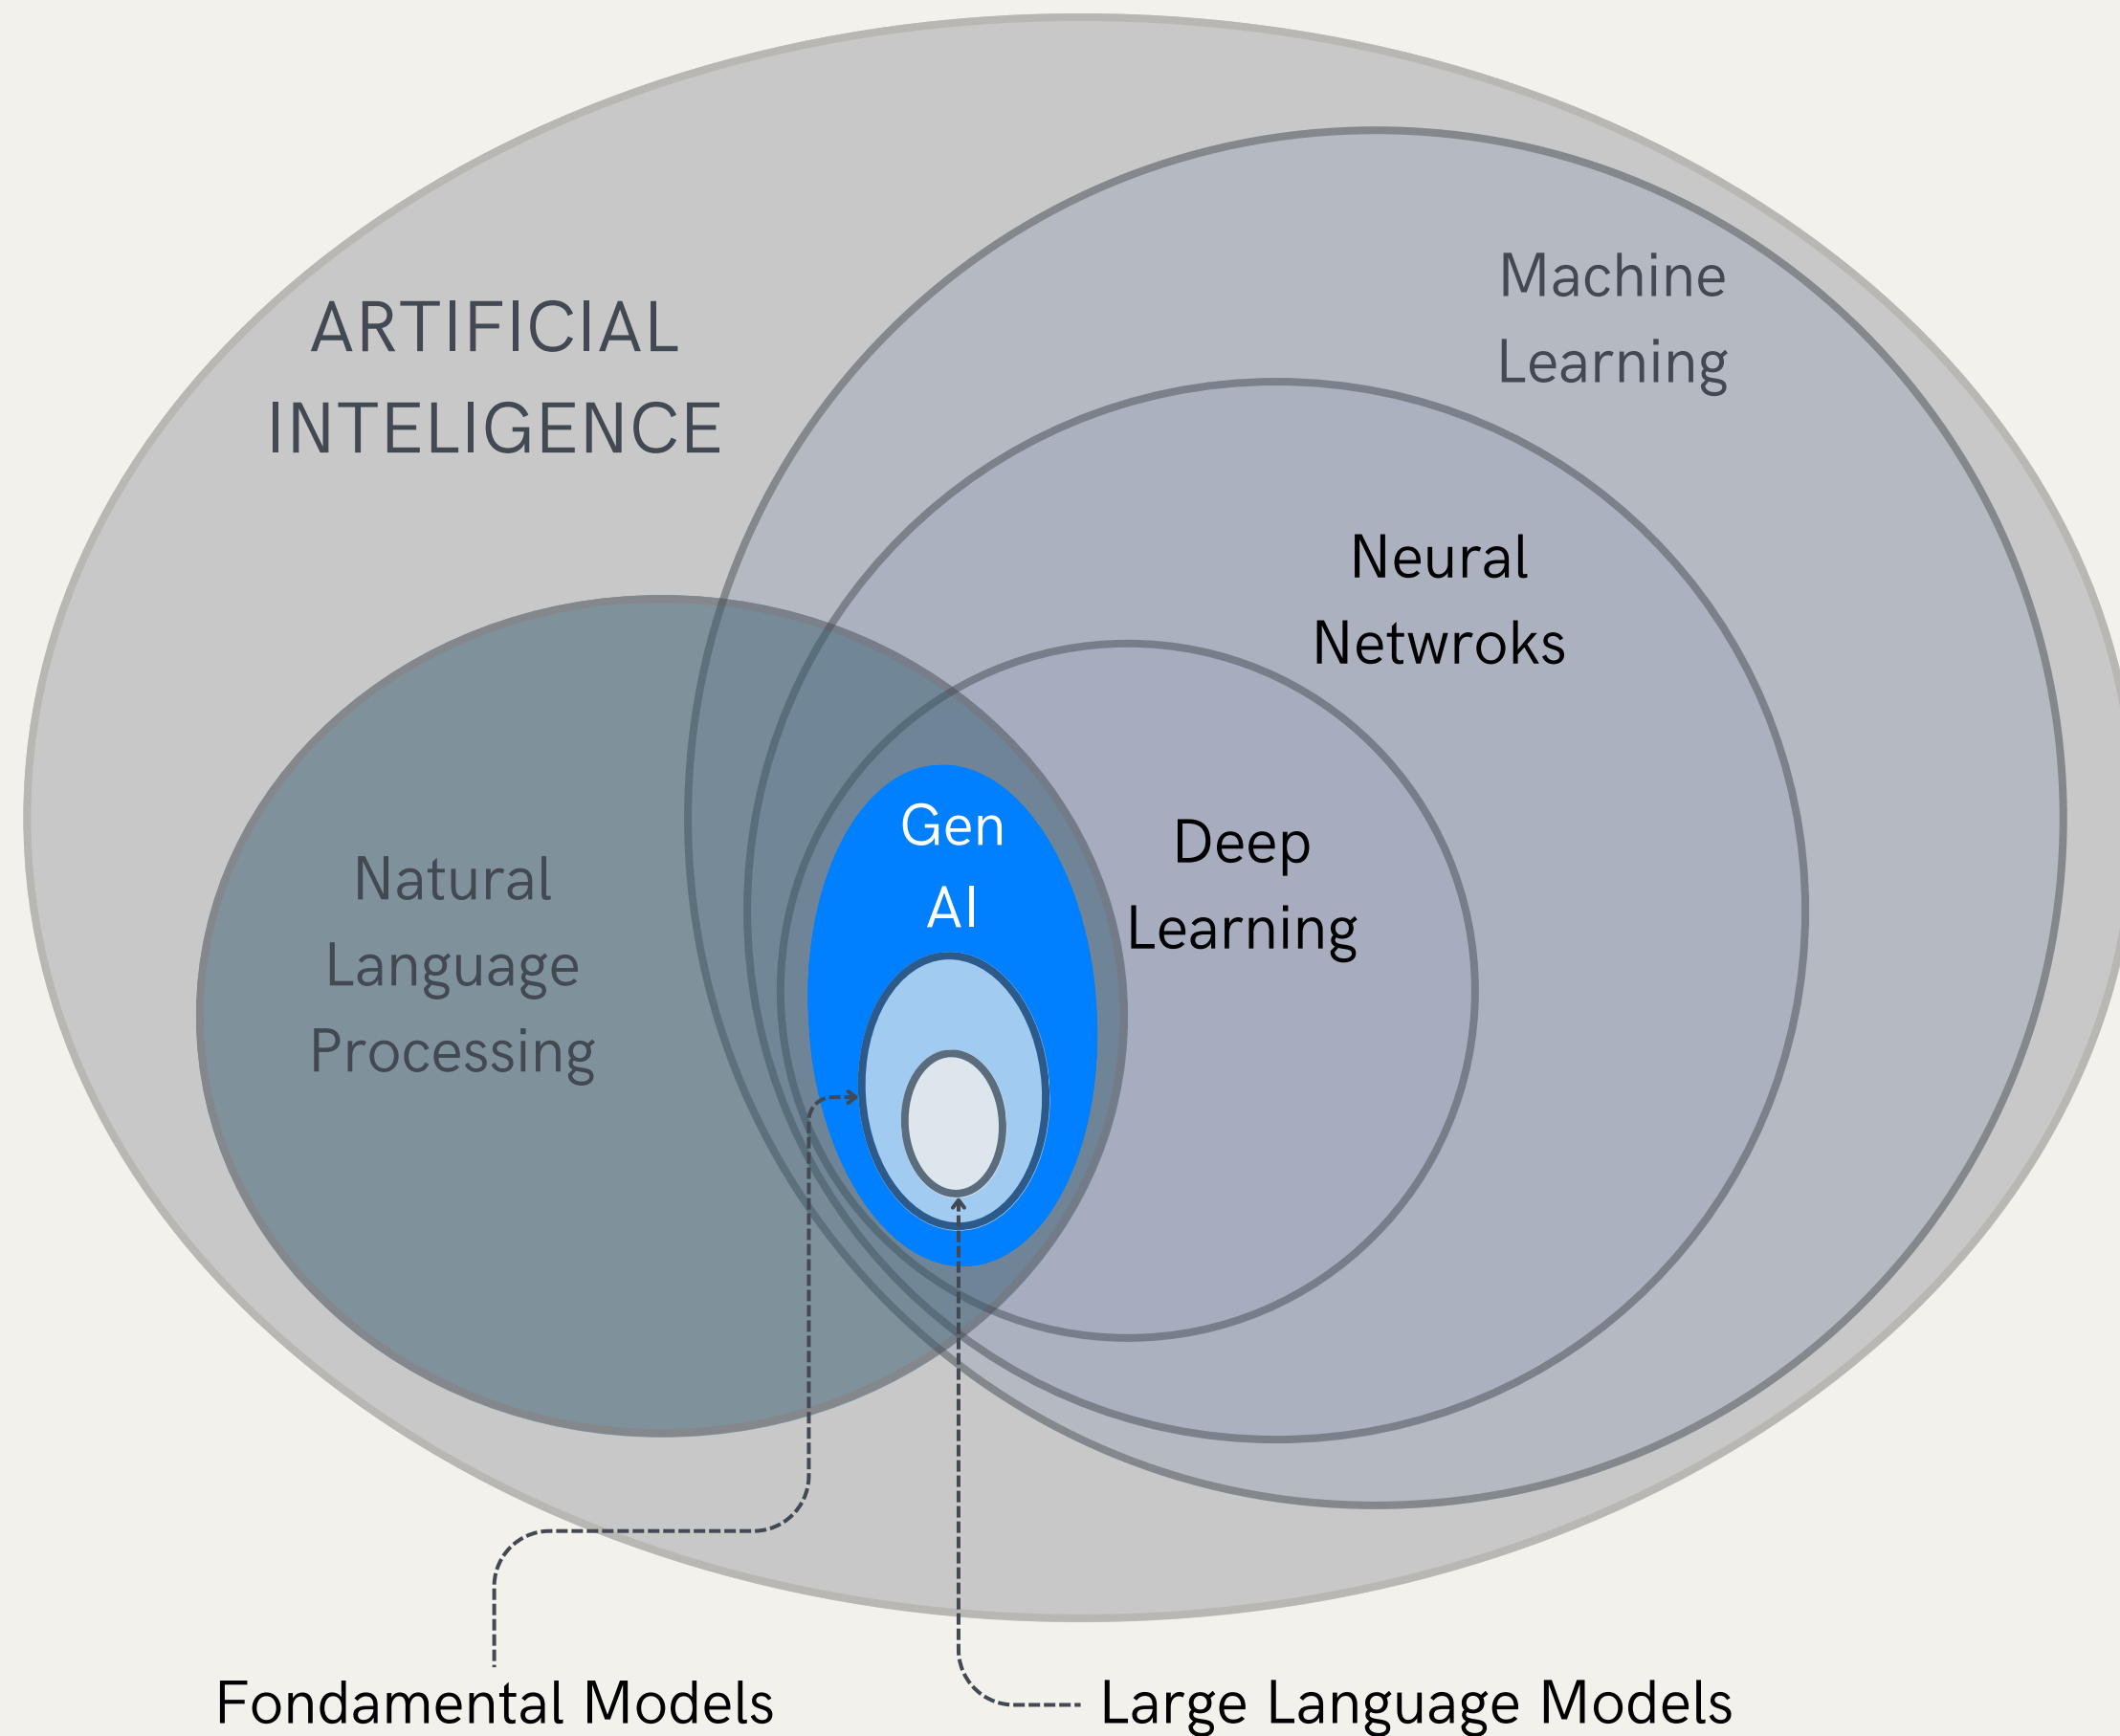 ARTIFICIAL
INTELIGENCE
Machine
Learning
Neural
Netwroks
Gen
AI
Deep
Learning
Natural
Language
Processing
Fondamental Models
Large Language Models